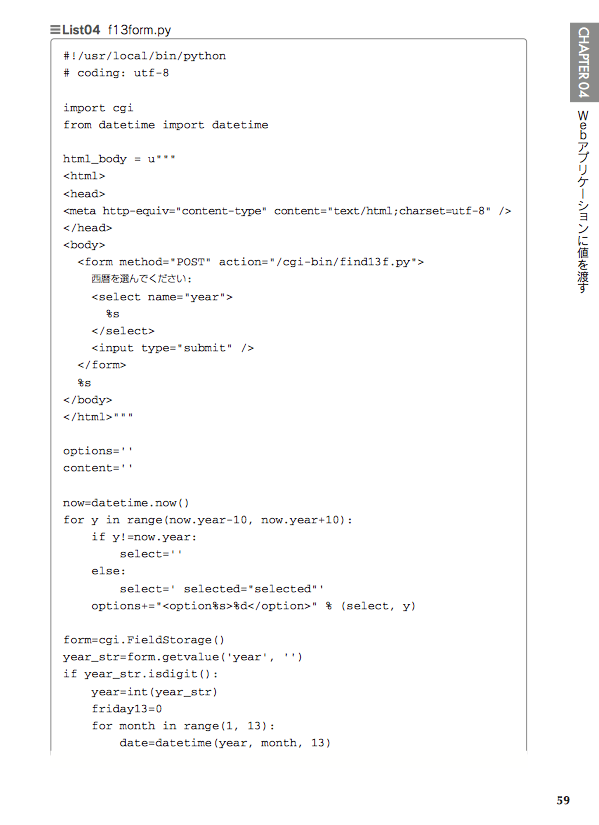 List04 f13form.py
#!/usr/local/bin/python
# coding: utf-8

import cgi
from datetime import datetime

html_body = u"""
<html>
<head>
<meta http-equiv="content-type" content="text/html;charset=utf-8" />
</head>
<body>
  <form method="POST" action="/cgi-bin/find13f.py">
    西暦を選んでください:
    <select name="year">
      %s
    </select>
    <input type="submit" />
  </form>
  %s
</body>
</html>"""

options=''
content=''

now=datetime.now()
for y in range(now.year-10, now.year+10):
    if y!=now.year:
        select=''
    else:
        select=' selected="selected"'
    options+="<option%s>%d</option>" % (select, y)

form=cgi.FieldStorage()
year_str=form.getvalue('year', '')
if year_str.isdigit():
    year=int(year_str)
    friday13=0
    for month in range(1, 13):
        date=datetime(year, month, 13)
CHAPTER 04
Webアプリケーションに値を渡す
59